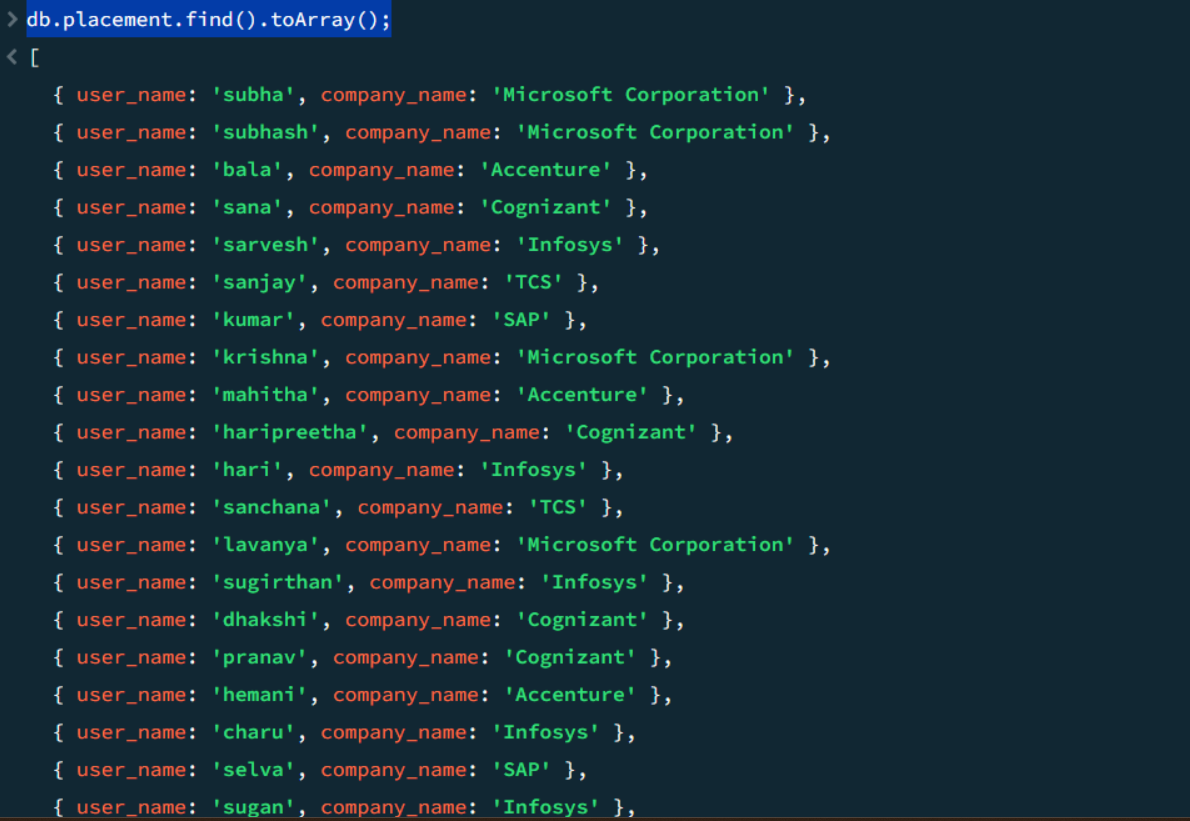 > db.placement.find().toArray();
< [
{ user_name: 'subha', company_name: 'Microsoft Corporation' },
{ user_name: 'subhash', company_name: 'Microsoft Corporation' },
{ user_name: 'bala', company_name: 'Accenture' },
{ user_name: 'sana', company_name: 'Cognizant' },
{ user_name: 'sarvesh', company_name: 'Infosys' },
{ user_name: 'sanjay', company_name: 'TCS' },
{ user_name: 'kumar', company_name: 'SAP' },
{ user_name: 'krishna', company_name: 'Microsoft Corporation' },
{ user_name: 'mahitha', company_name: 'Accenture' },
{ user_name: 'haripreetha', company_name: 'Cognizant' },
{ user_name: 'hari', company_name: 'Infosys' },
{ user_name: 'sanchana', company_name: 'TCS' },
{ user_name: 'lavanya', company_name: 'Microsoft Corporation' },
{ user_name: 'sugirthan', company_name: 'Infosys' },
{ user_name: 'dhakshi', company_name: 'Cognizant' },
{ user_name: 'pranav', company_name: 'Cognizant' },
{ user_name: 'hemani', company_name: 'Accenture' },
{ user_name: 'charu', company_name: 'Infosys' },
{ user_name: 'selva', company_name: 'SAP' },
{ user_name: 'sugan', company_name: 'Infosys' },